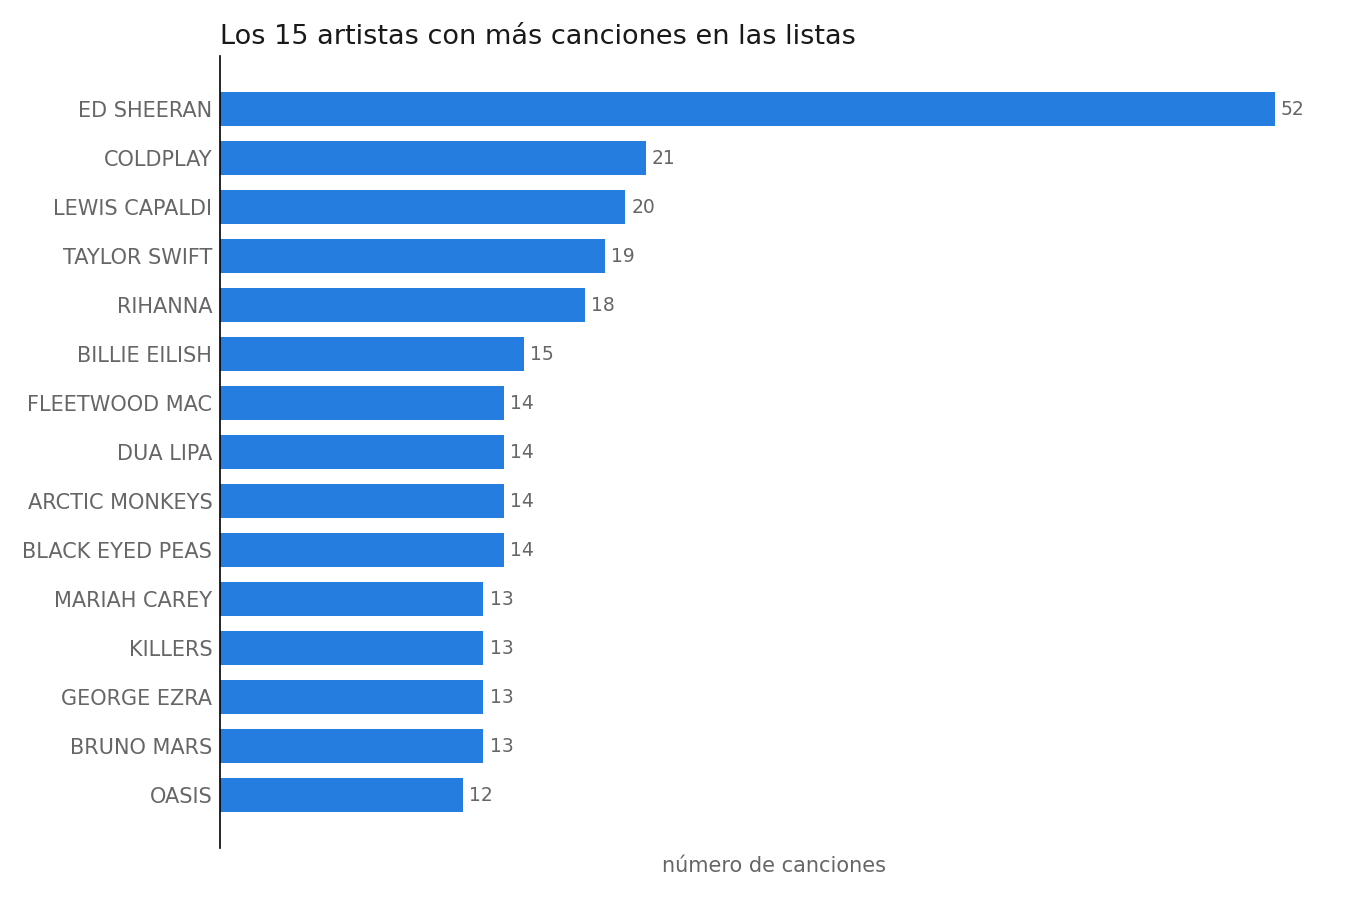 Los 15 artistas con más canciones en las listas
ED SHEERAN 52
COLDPLAY 21
LEWIS CAPALDI 20
TAYLOR SWIFT 19
RIHANNA 18
BILLIE EILISH 15
FLEETWOOD MAC 14
DUA LIPA 14
ARCTIC MONKEYS 14
BLACK EYED PEAS 14
MARIAH CAREY 13
KILLERS 13
GEORGE EZRA 13
BRUNO MARS 13
OASIS 12
número de canciones